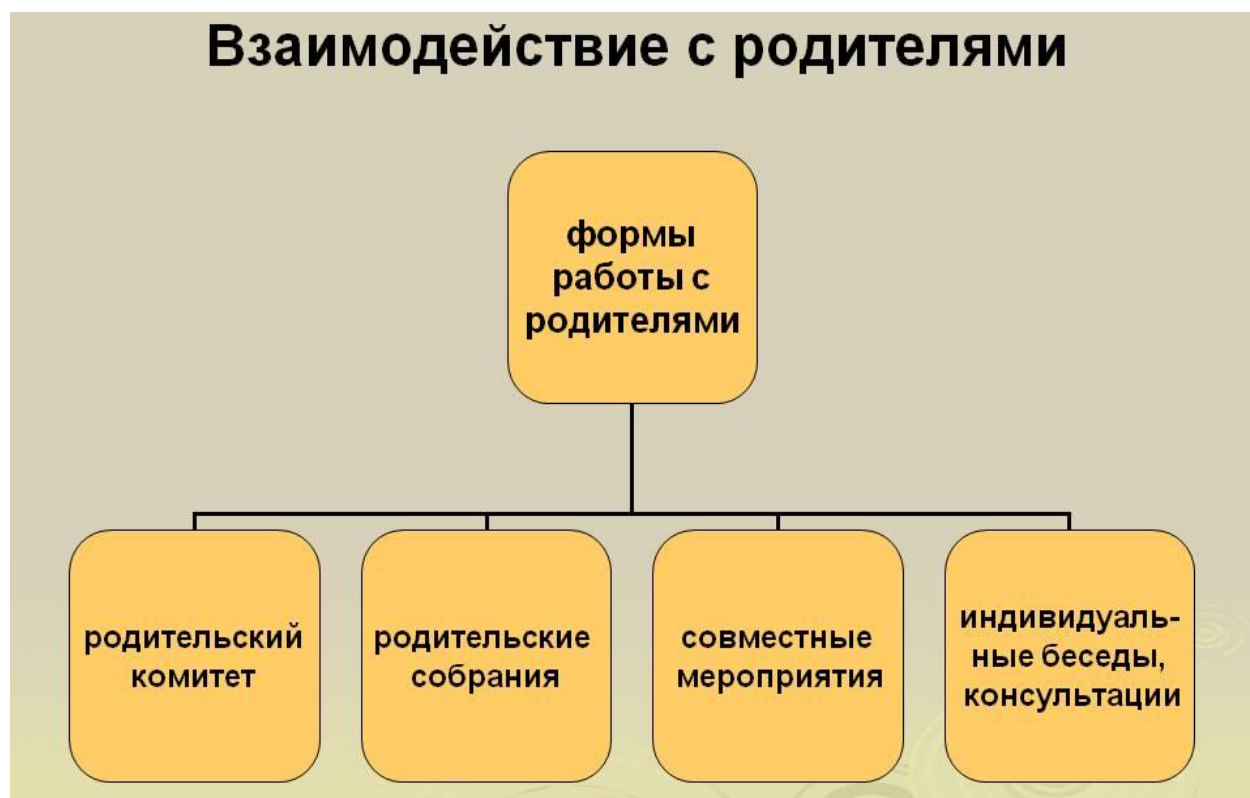 Взаимодействие с родителями
формы
работы с
родителями
родительский
комитет
родительские
собрания
совместные
мероприятия
индивидуаль-
ные беседы,
консультации